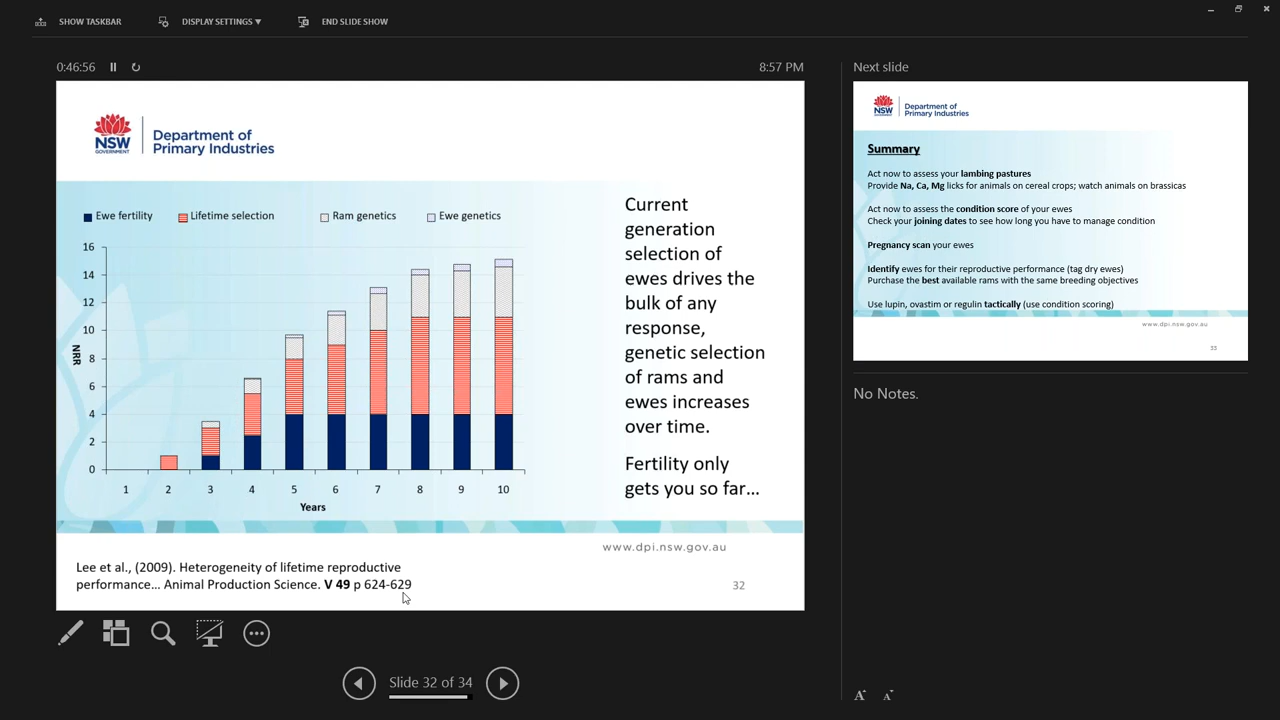 SHOW TASKBAR
DISPLAY SETTINGS ▼
END SLIDE SHOW
0:46:56
8:57 PM
NSW
GOVERNMENT
Department of
Primary Industries
Ewe fertility
Lifetime selection
Ram genetics
Ewe genetics
16
14
12
10
8
6
4
2
0
NRR
1 2 3 4 5 6 7 8 9 10
Years
Current
generation
selection of
ewes drives the
bulk of any
response,
genetic selection
of rams and
ewes increases
over time.
Fertility only
gets you so far...
www.dpi.nsw.gov.au
Lee et al., (2009). Heterogeneity of lifetime reproductive
performance... Animal Production Science. V 49 p 624-629
32
Slide 32 of 34
Next slide
NSW
GOVERNMENT
Department of
Primary Industries
Summary
Act now to assess your lambing pastures
Provide Na, Ca, Mg licks for animals on cereal crops; watch animals on brassicas
Act now to assess the condition score of your ewes
Check your joining dates to see how long you have to manage condition
Pregnancy scan your ewes
Identify ewes for their reproductive performance (tag dry ewes)
Purchase the best available rams with the same breeding objectives
Use lupin, ovastim or regulin tactically (use condition scoring)
www.dpi.nsw.gov.au
33
No Notes.
A A